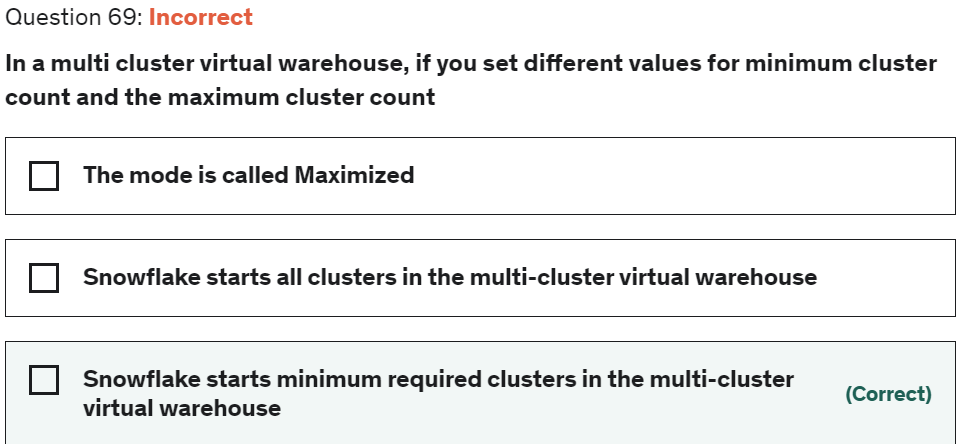 Question 69: Incorrect
In a multi cluster virtual warehouse, if you set different values for minimum cluster
count and the maximum cluster count
The mode is called Maximized
Snowflake starts all clusters in the multi-cluster virtual warehouse
Snowflake starts minimum required clusters in the multi-cluster
virtual warehouse
(Correct)